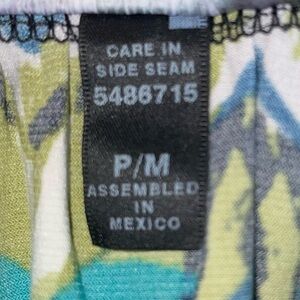 CARE IN
SIDE SEAM
5486715
P/M
ASSEMBLED
IN
MEXICO